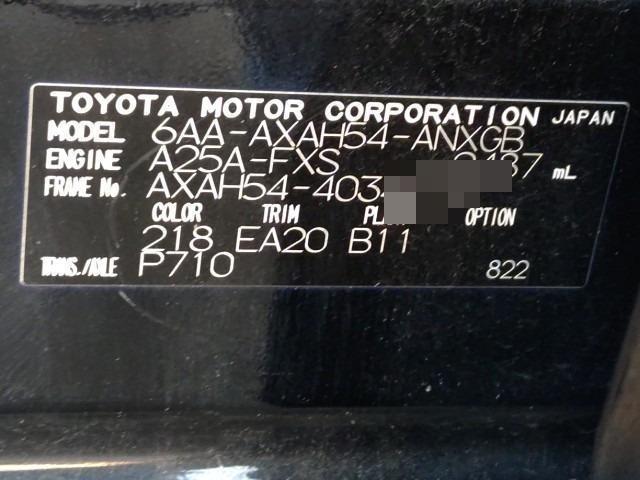 TOYOTA MOTOR CORPORATION JAPAN
MODEL 6AA-AXAH54-ANXGB
ENGINE A25A-FXS mL
FRAME No. AXAH54-403
COLOR TRIM OPTION
218 EA20 B11
TRANS./AXLE P710 822